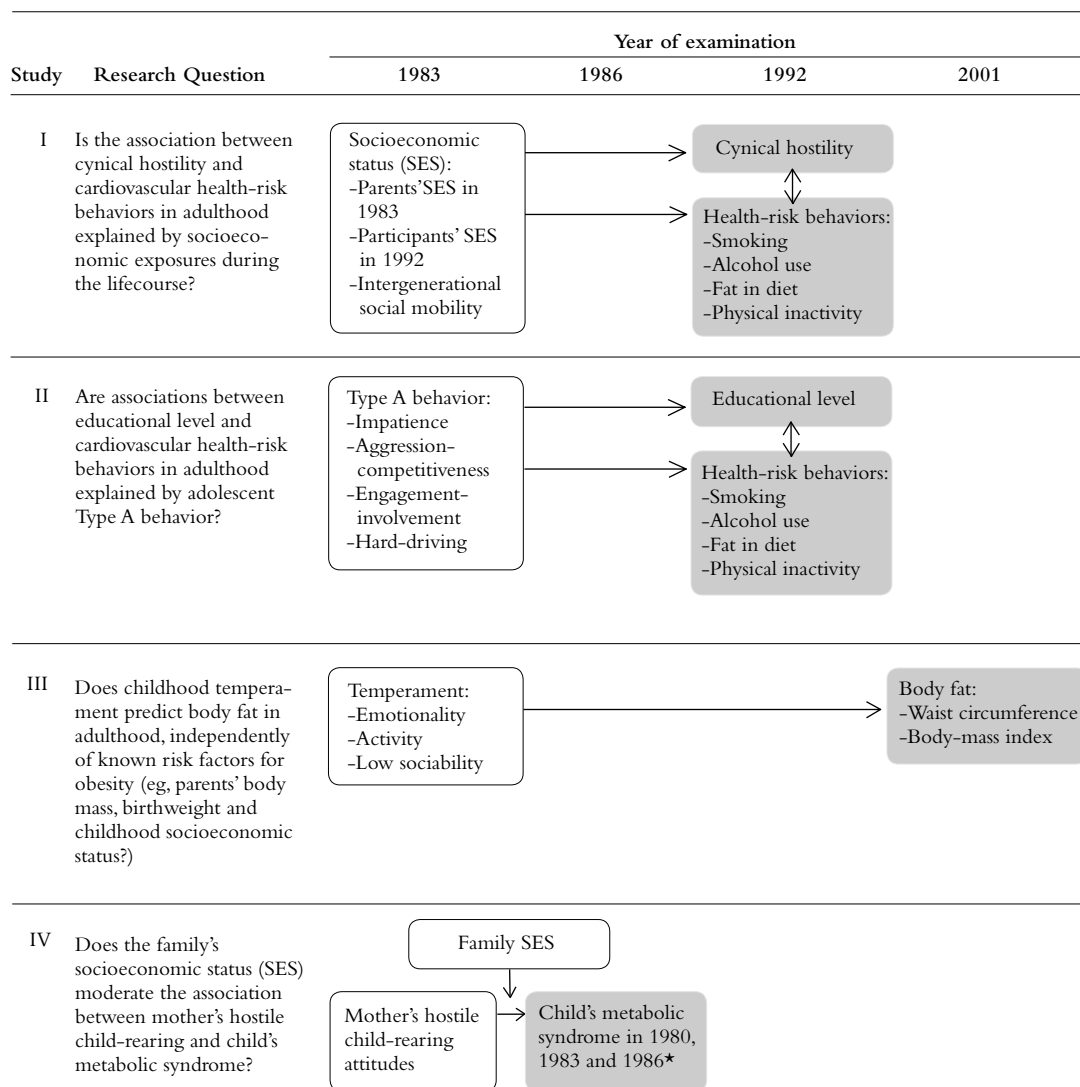 Year of examination
Study Research Question 1983 1986 1992 2001
I
Is the association between
cynical hostility and
cardiovascular health-risk
behaviors in adulthood
explained by socioeco-
nomic exposures during
the lifecourse?
Socioeconomic
status (SES):
-Parents’SES in
1983
-Participants’ SES
in 1992
-Intergenerational
social mobility
Cynical hostility
Health-risk behaviors:
-Smoking
-Alcohol use
-Fat in diet
-Physical inactivity
II
Are associations between
educational level and
cardiovascular health-risk
behaviors in adulthood
explained by adolescent
Type A behavior?
Type A behavior:
-Impatience
-Aggression-
competitiveness
-Engagement-
involvement
-Hard-driving
Educational level
Health-risk behaviors:
-Smoking
-Alcohol use
-Fat in diet
-Physical inactivity
III
Does childhood tempera-
ment predict body fat in
adulthood, independently
of known risk factors for
obesity (eg, parents’ body
mass, birthweight and
childhood socioeconomic
status?)
Temperament:
-Emotionality
-Activity
-Low sociability
Body fat:
-Waist circumference
-Body-mass index
IV
Does the family’s
socioeconomic status (SES)
moderate the association
between mother’s hostile
child-rearing and child’s
metabolic syndrome?
Family SES
Mother’s hostile
child-rearing
attitudes
Child’s metabolic
syndrome in 1980,
1983 and 1986★